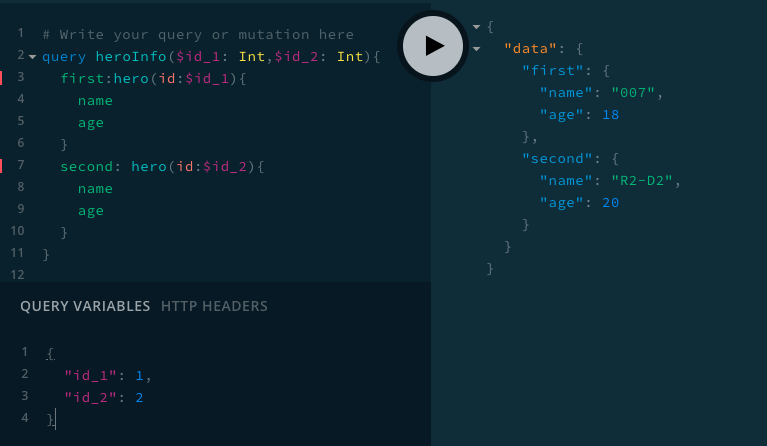 1 # Write your query or mutation here
2 query heroInfo($id_1: Int,$id_2: Int){
3 first:hero(id:$id_1){
4 name
5 age
6 }
7 second: hero(id:$id_2){
8 name
9 age
10 }
11 }
12
QUERY VARIABLES HTTP HEADERS
1 {
2 "id_1": 1,
3 "id_2": 2
4 }
{
"data": {
"first": {
"name": "007",
"age": 18
},
"second": {
"name": "R2-D2",
"age": 20
}
}
}